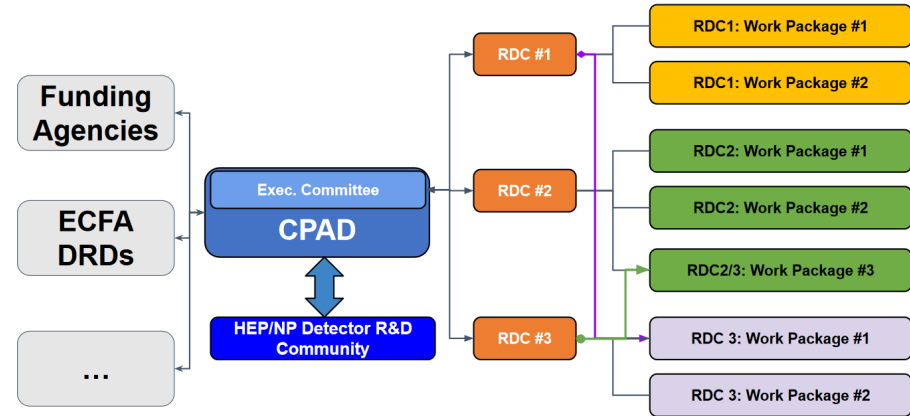 Funding
Agencies
ECFA
DRDs
...
Exec. Committee
CPAD
HEP/NP Detector R&D
Community
RDC #1
RDC #2
RDC #3
RDC1: Work Package #1
RDC1: Work Package #2
RDC2: Work Package #1
RDC2: Work Package #2
RDC2/3: Work Package #3
RDC 3: Work Package #1
RDC 3: Work Package #2